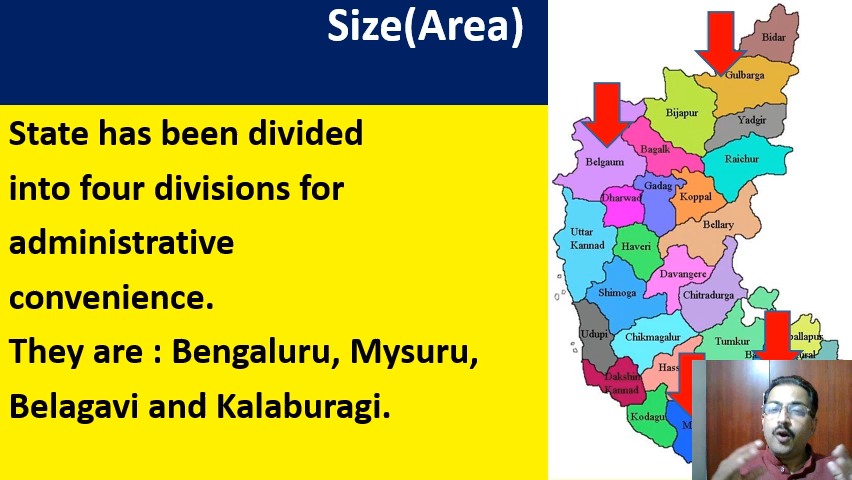 Size(Area)
State has been divided
into four divisions for
administrative
convenience.
They are : Bengaluru, Mysuru,
Belagavi and Kalaburagi.
Bidar
Gulbarga
Bijapur
Yadgir
Bagalk
Belgaum
Raichur
Gadag
Dharwad
Koppal
Bellary
Uttar
Kannad
Haveri
Davangere
Shimoga
Chitradurga
Udupi
Chikmagalur
Tumkur
Dakshin
Kannad
Kodagu